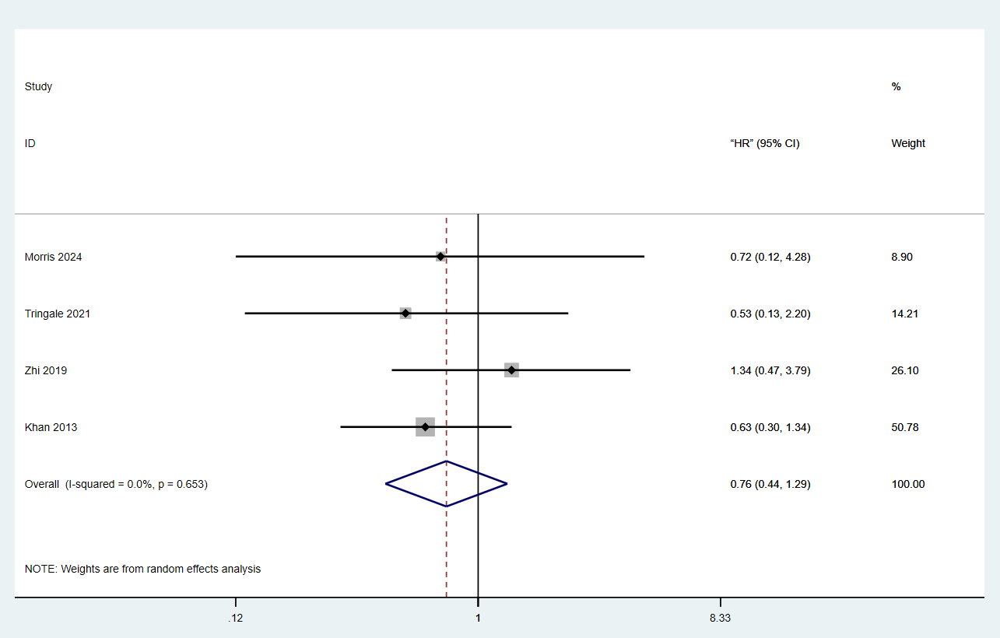 Study %
ID “HR” (95% CI) Weight
Morris 2024 0.72 (0.12, 4.28) 8.90
Tringale 2021 0.53 (0.13, 2.20) 14.21
Zhi 2019 1.34 (0.47, 3.79) 26.10
Khan 2013 0.63 (0.30, 1.34) 50.78
Overall (I-squared = 0.0%, p = 0.653) 0.76 (0.44, 1.29) 100.00
NOTE: Weights are from random effects analysis
.12 1 8.33